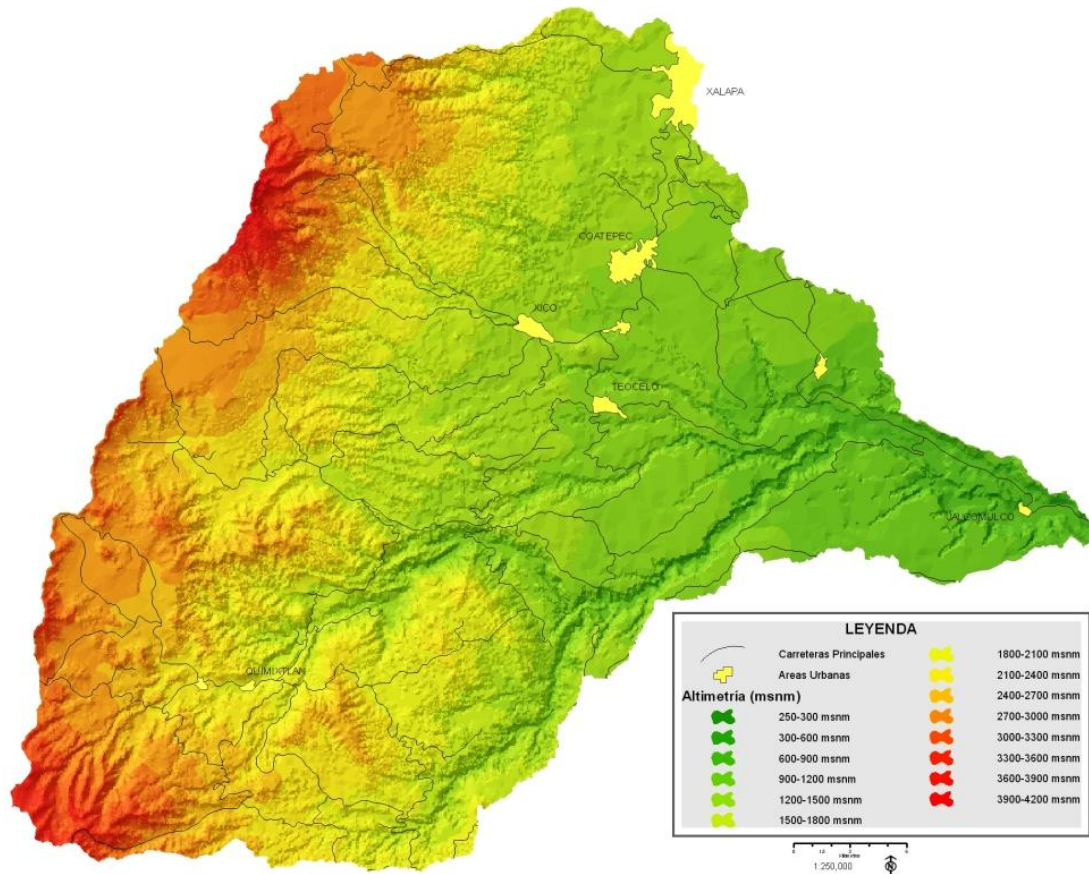 XALAPA
COATEPEC
XICO
TEOCELO
JALCOMULCO
QUIMIXTLAN
LEYENDA
Carreteras Principales
Areas Urbanas
Altimetría (msnm)
250-300 msnm
300-600 msnm
600-900 msnm
900-1200 msnm
1200-1500 msnm
1500-1800 msnm
1800-2100 msnm
2100-2400 msnm
2400-2700 msnm
2700-3000 msnm
3000-3300 msnm
3300-3600 msnm
3600-3900 msnm
3900-4200 msnm
1:250,000
N